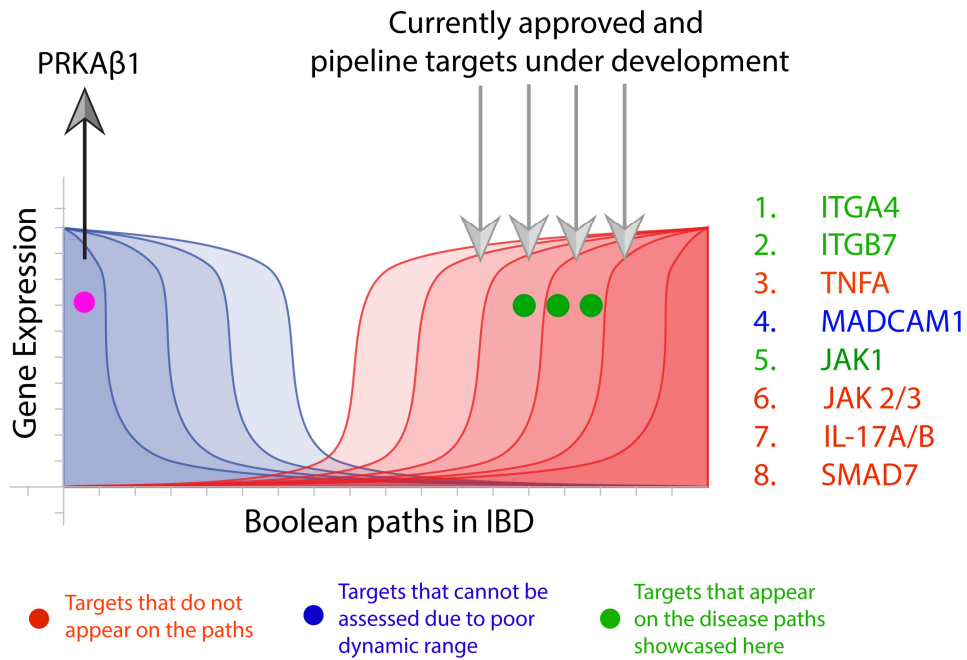 Currently approved and
pipeline targets under development
PRKAβ1
Gene Expression
1. ITGA4
2. ITGB7
3. TNFA
4. MADCAM1
5. JAK1
6. JAK 2/3
7. IL-17A/B
8. SMAD7
Boolean paths in IBD
Targets that do not
appear on the paths
Targets that cannot be
assessed due to poor
dynamic range
Targets that appear
on the disease paths
showcased here